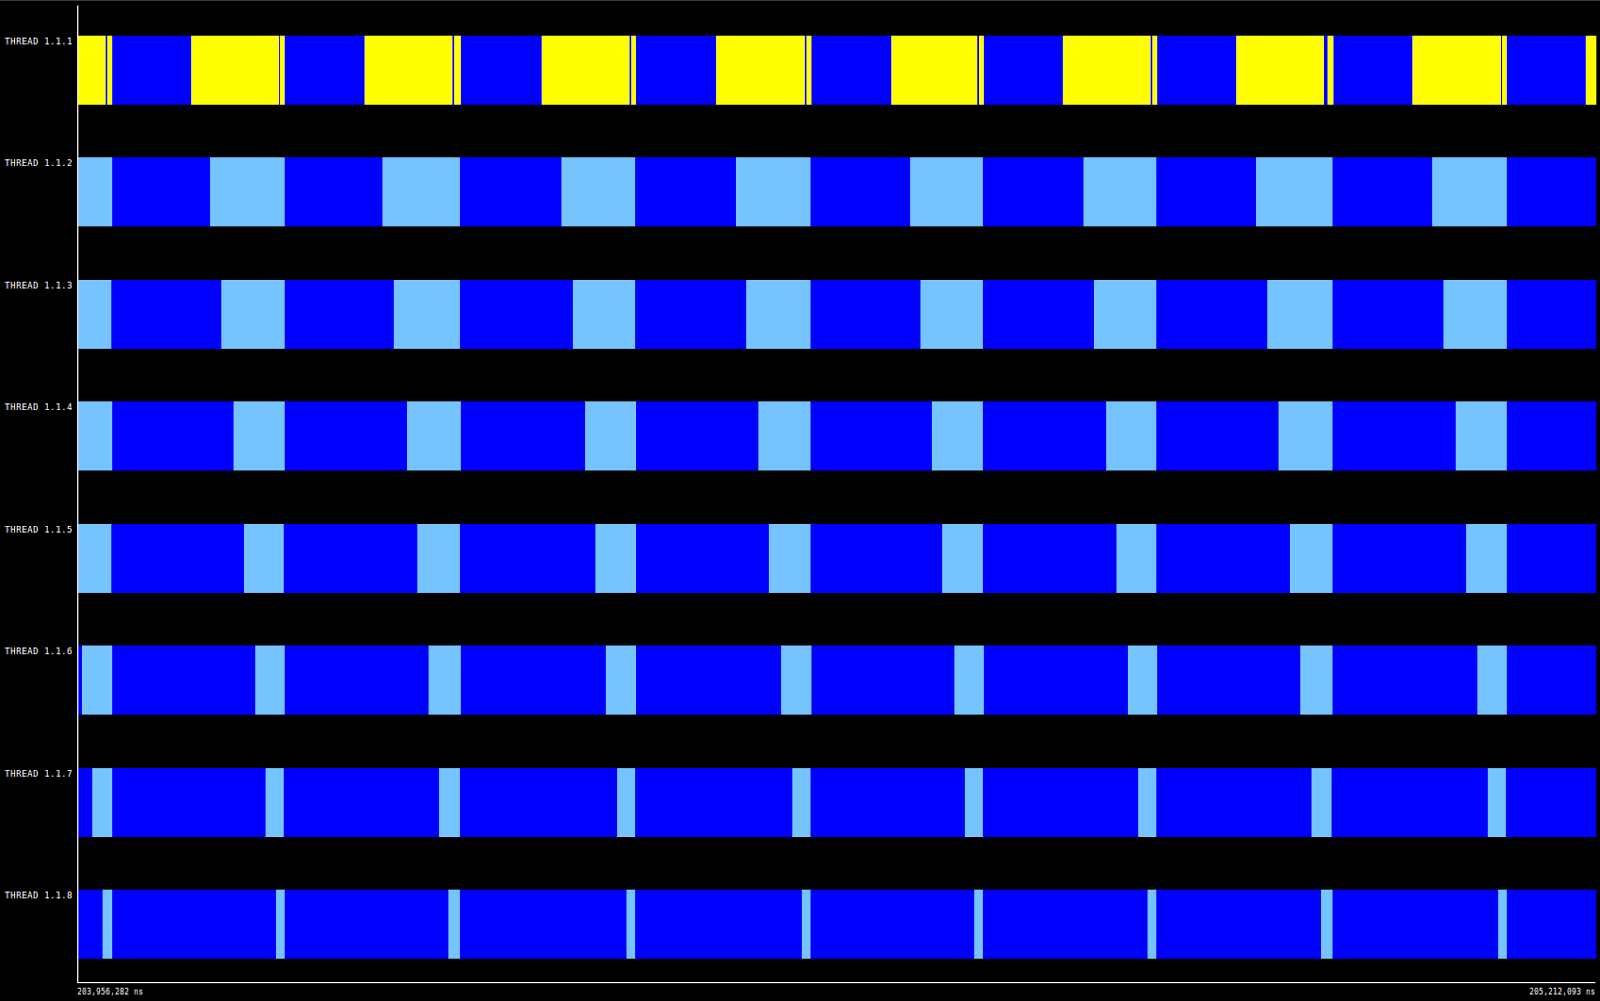 THREAD 1.1.1
THREAD 1.1.2
THREAD 1.1.3
THREAD 1.1.4
THREAD 1.1.5
THREAD 1.1.6
THREAD 1.1.7
THREAD 1.1.8
203,956,282 ns
205,212,093 ns